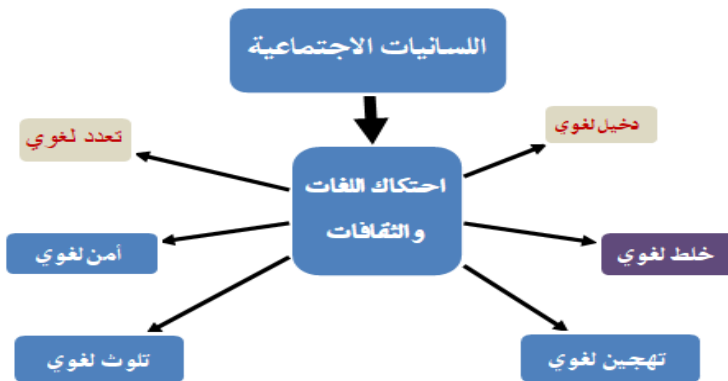 اللسانيات الاجتماعية
دخيل لغوي
تعدد لغوي
احتكاك اللغات
والثقافات
خلط لغوي
أمن لغوي
تهجين لغوي
تلوث لغوي